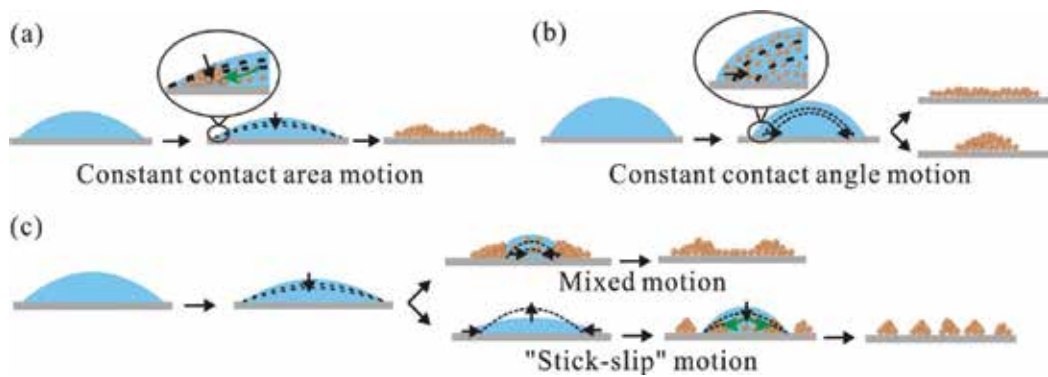 (a)
(b)
Constant contact area motion
Constant contact angle motion
(c)
Mixed motion
"Stick-slip" motion